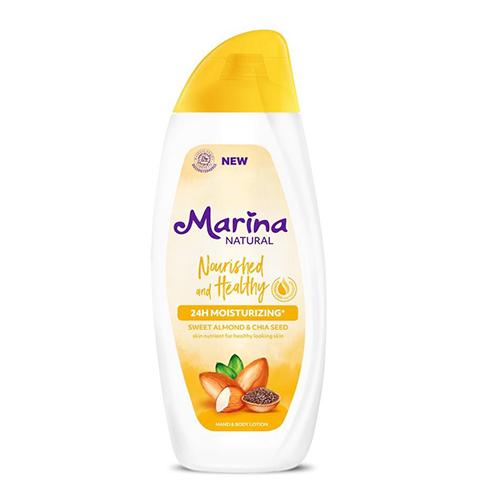 NEW
Marina
NATURAL
Nourished
and Healthy
24H MOISTURIZING*
SWEET ALMOND & CHIA SEED
skin nutrient for healthy looking skin
HAND & BODY LOTION